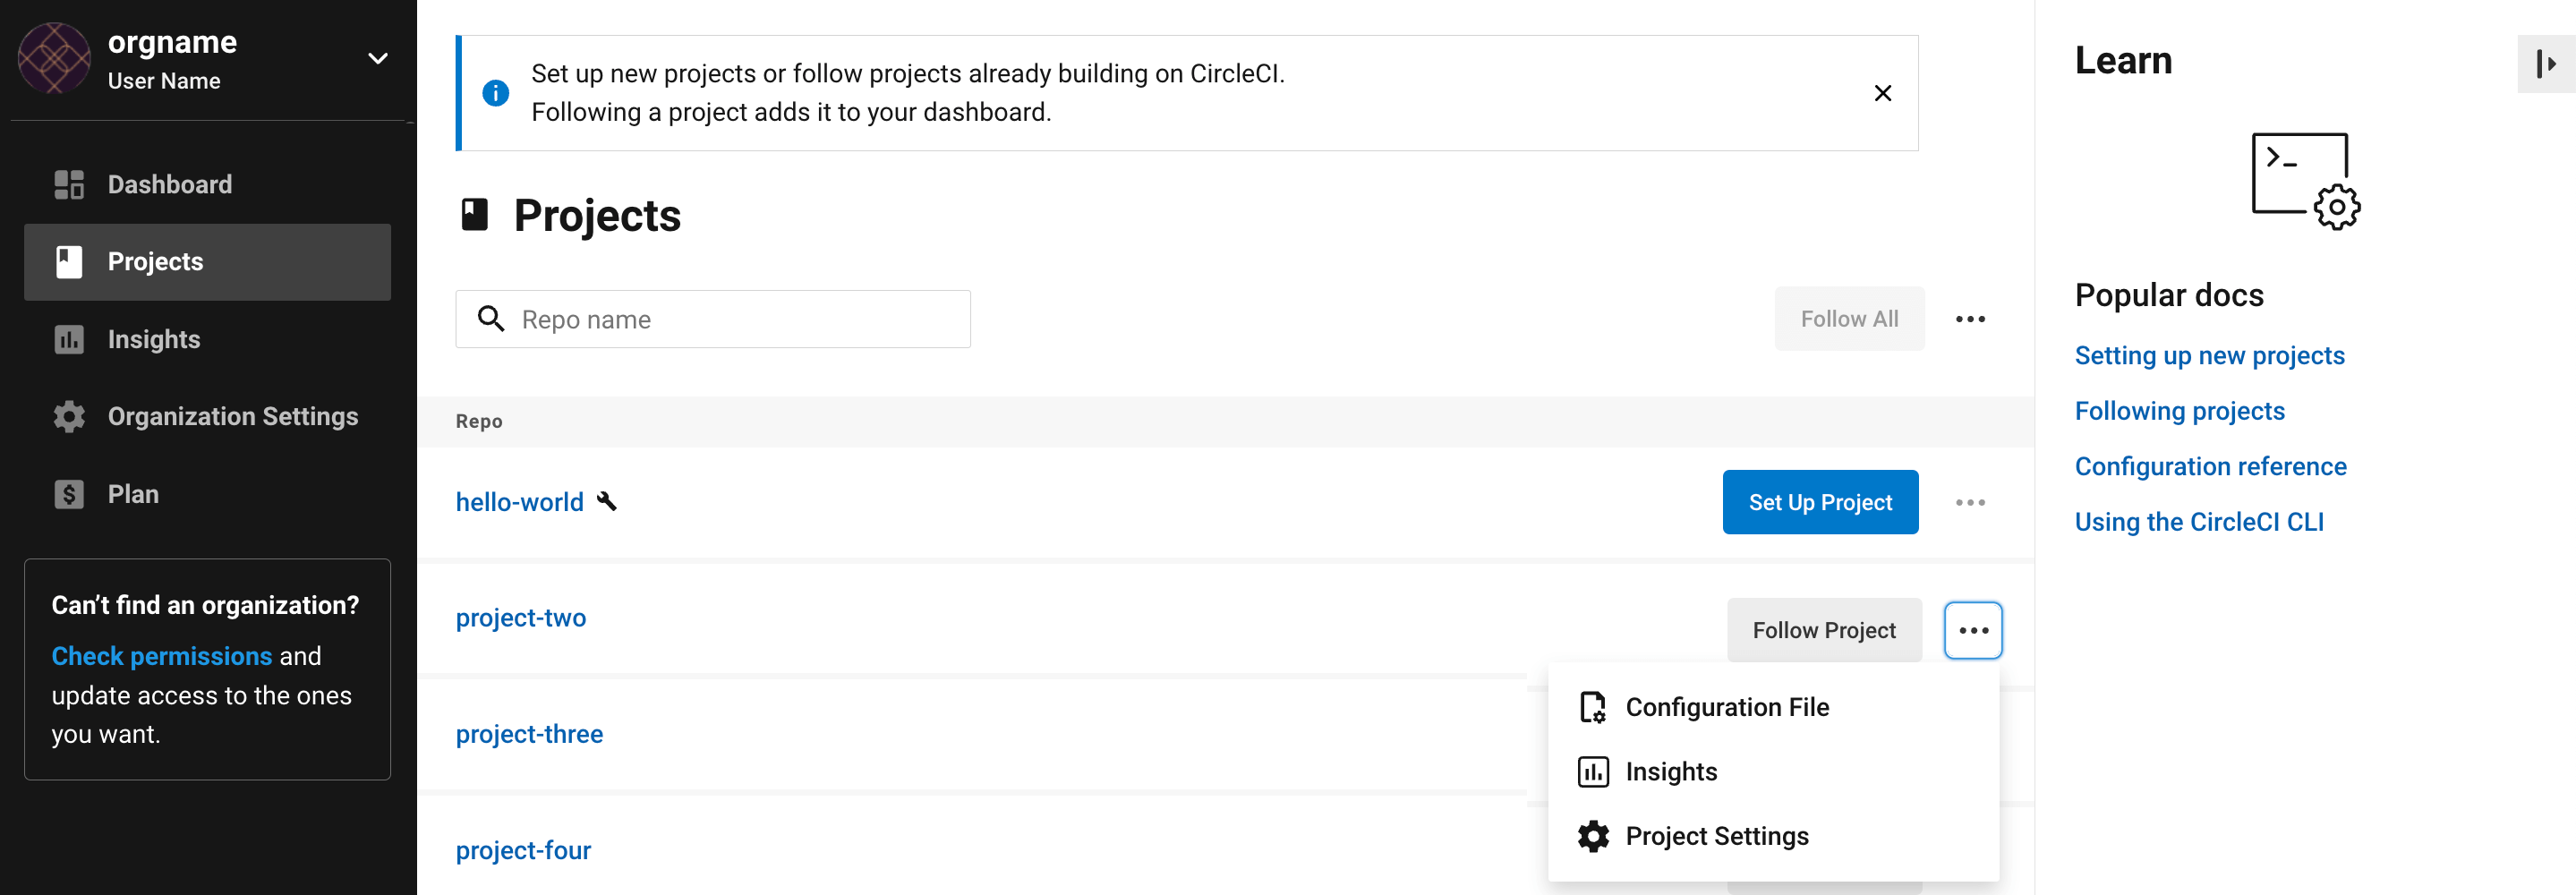 orgname
User Name
Dashboard
Projects
Insights
Organization Settings
Plan
Can’t find an organization?
Check permissions and
update access to the ones
you want.
Set up new projects or follow projects already building on CircleCI.
Following a project adds it to your dashboard.
Projects
Repo name
Follow All
Repo
hello-world
Set Up Project
project-two
Follow Project
project-three
project-four
Configuration File
Insights
Project Settings
Learn
Popular docs
Setting up new projects
Following projects
Configuration reference
Using the CircleCI CLI